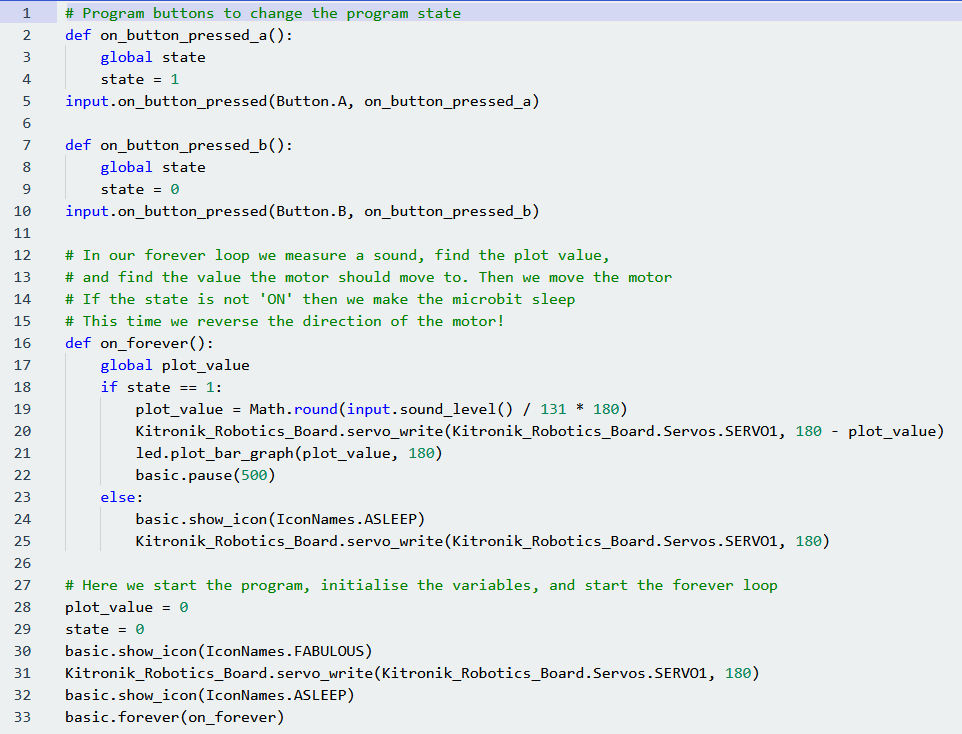 1 # Program buttons to change the program state
2 def on_button_pressed_a():
3     global state
4     state = 1
5 input.on_button_pressed(Button.A, on_button_pressed_a)
6
7 def on_button_pressed_b():
8     global state
9     state = 0
10 input.on_button_pressed(Button.B, on_button_pressed_b)
11
12 # In our forever loop we measure a sound, find the plot value,
13 # and find the value the motor should move to. Then we move the motor
14 # If the state is not 'ON' then we make the microbit sleep
15 # This time we reverse the direction of the motor!
16 def on_forever():
17     global plot_value
18     if state == 1:
19         plot_value = Math.round(input.sound_level() / 131 * 180)
20         Kitronik_Robotics_Board.servo_write(Kitronik_Robotics_Board.Servos.SERVO1, 180 - plot_value)
21         led.plot_bar_graph(plot_value, 180)
22         basic.pause(500)
23     else:
24         basic.show_icon(IconNames.ASLEEP)
25         Kitronik_Robotics_Board.servo_write(Kitronik_Robotics_Board.Servos.SERVO1, 180)
26
27 # Here we start the program, initialise the variables, and start the forever loop
28 plot_value = 0
29 state = 0
30 basic.show_icon(IconNames.FABULOUS)
31 Kitronik_Robotics_Board.servo_write(Kitronik_Robotics_Board.Servos.SERVO1, 180)
32 basic.show_icon(IconNames.ASLEEP)
33 basic.forever(on_forever)